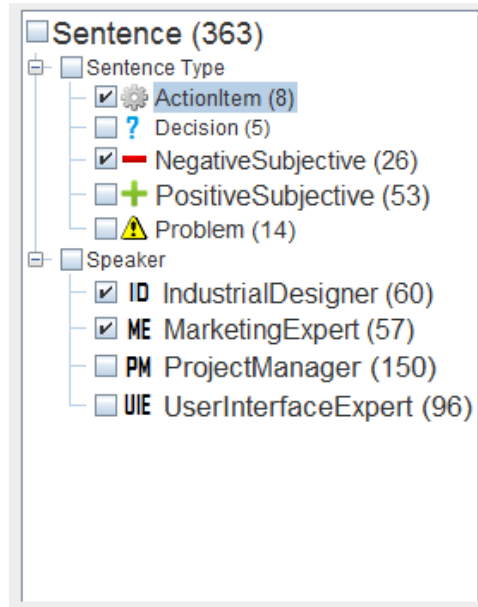 Sentence (363)
Sentence Type
ActionItem (8)
? Decision (5)
NegativeSubjective (26)
PositiveSubjective (53)
Problem (14)
Speaker
ID IndustrialDesigner (60)
ME MarketingExpert (57)
PM ProjectManager (150)
UIE UserInterfaceExpert (96)